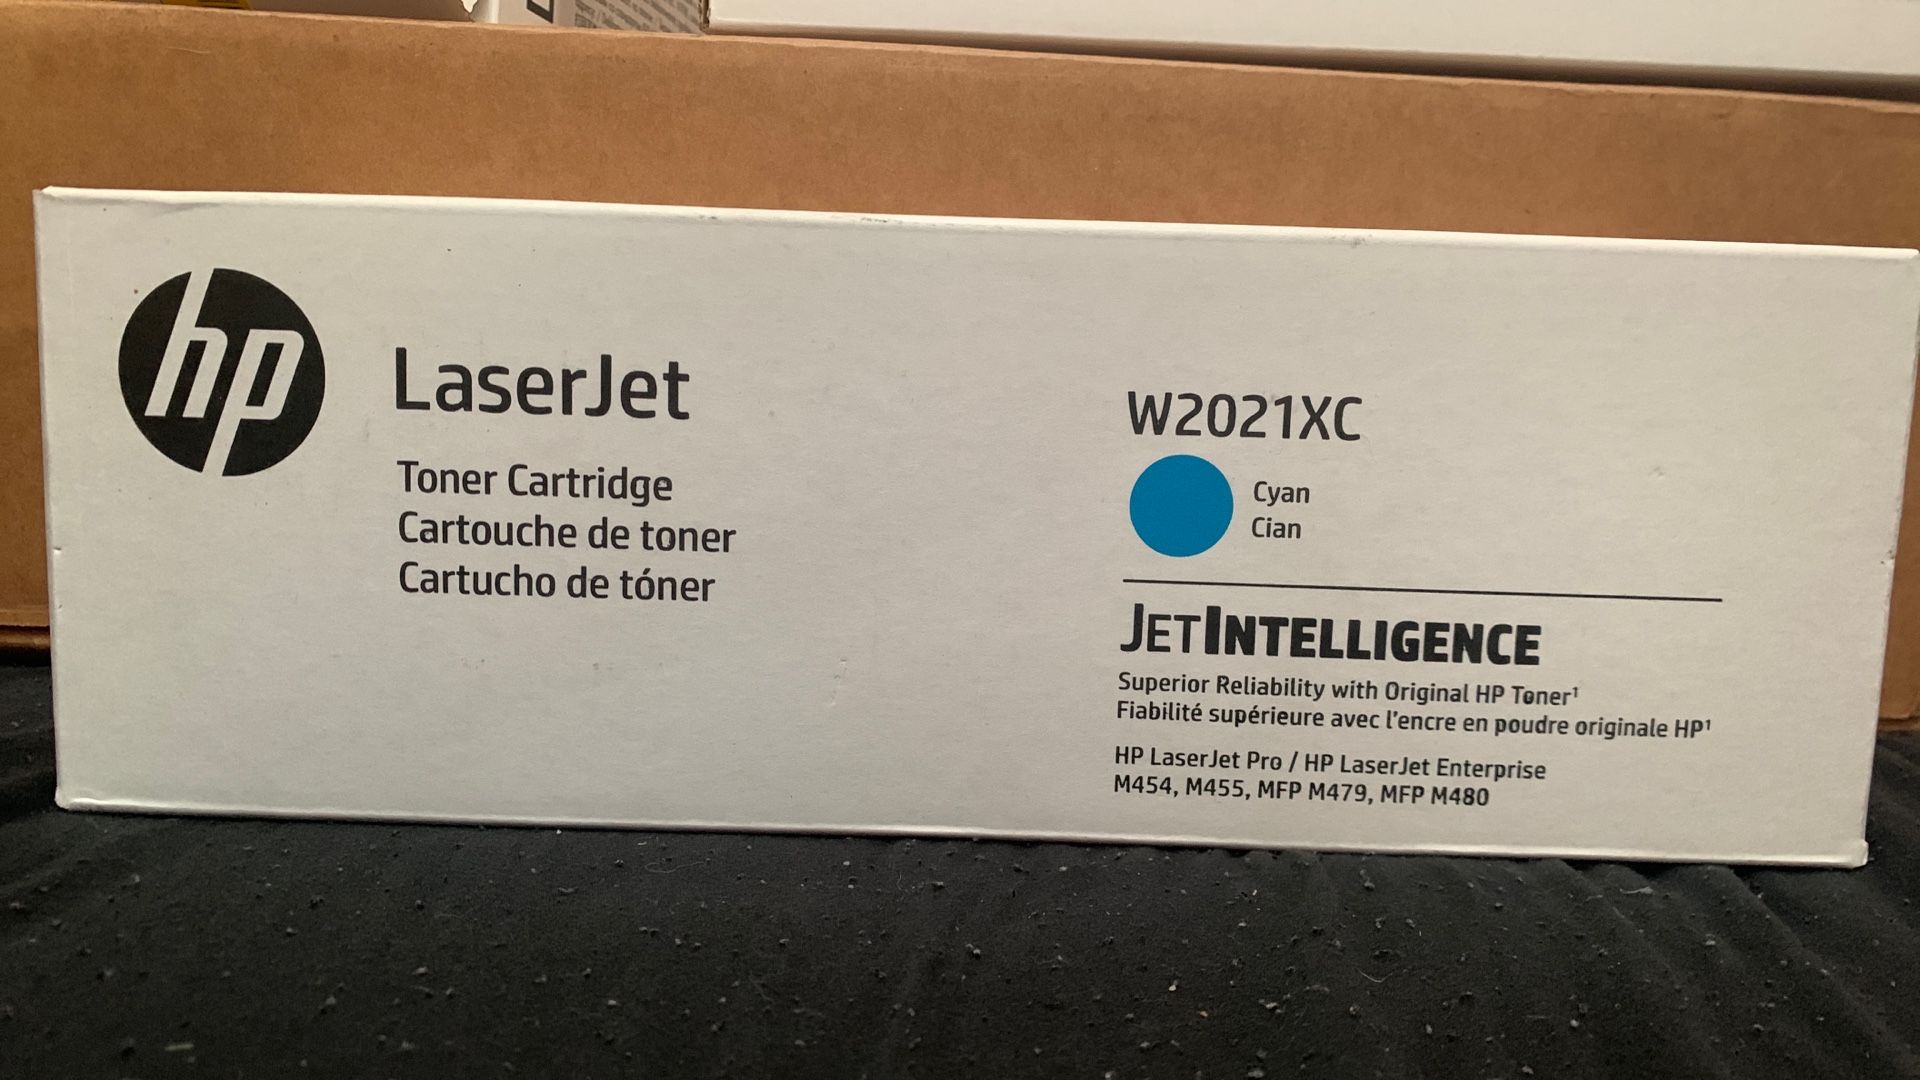 hp
LaserJet
Toner Cartridge
Cartouche de toner
Cartucho de tóner
W2021XC
Cyan
Cian
JETINTELLIGENCE
Superior Reliability with Original HP Toner¹
Fiabilité supérieure avec l'encre en poudre originale HP¹
HP LaserJet Pro / HP LaserJet Enterprise
M454, M455, MFP M479, MFP M480